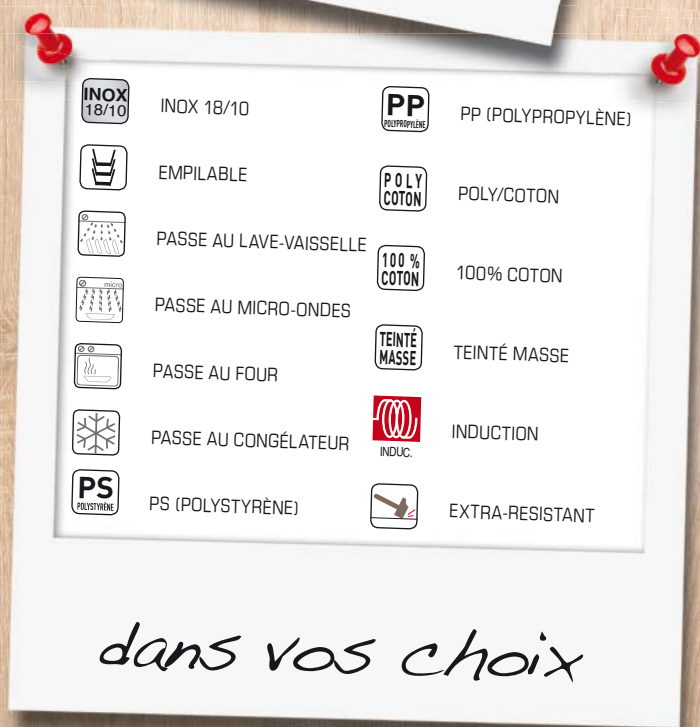 INOX
18/10
INOX 18/10
EMPILABLE
PASSE AU LAVE-VAISSELLE
micro
PASSE AU MICRO-ONDES
PASSE AU FOUR
PASSE AU CONGÉLATEUR
PS
POLYSTYRÈNE
PS (POLYSTYRÈNE)
PP
POLYPROPYLÈNE
PP (POLYPROPYLÈNE)
POLY
COTON
POLY/COTON
100 %
COTON
100% COTON
TEINTÉ
MASSE
TEINTÉ MASSE
INDUC.
INDUCTION
EXTRA-RESISTANT
dans vos choix